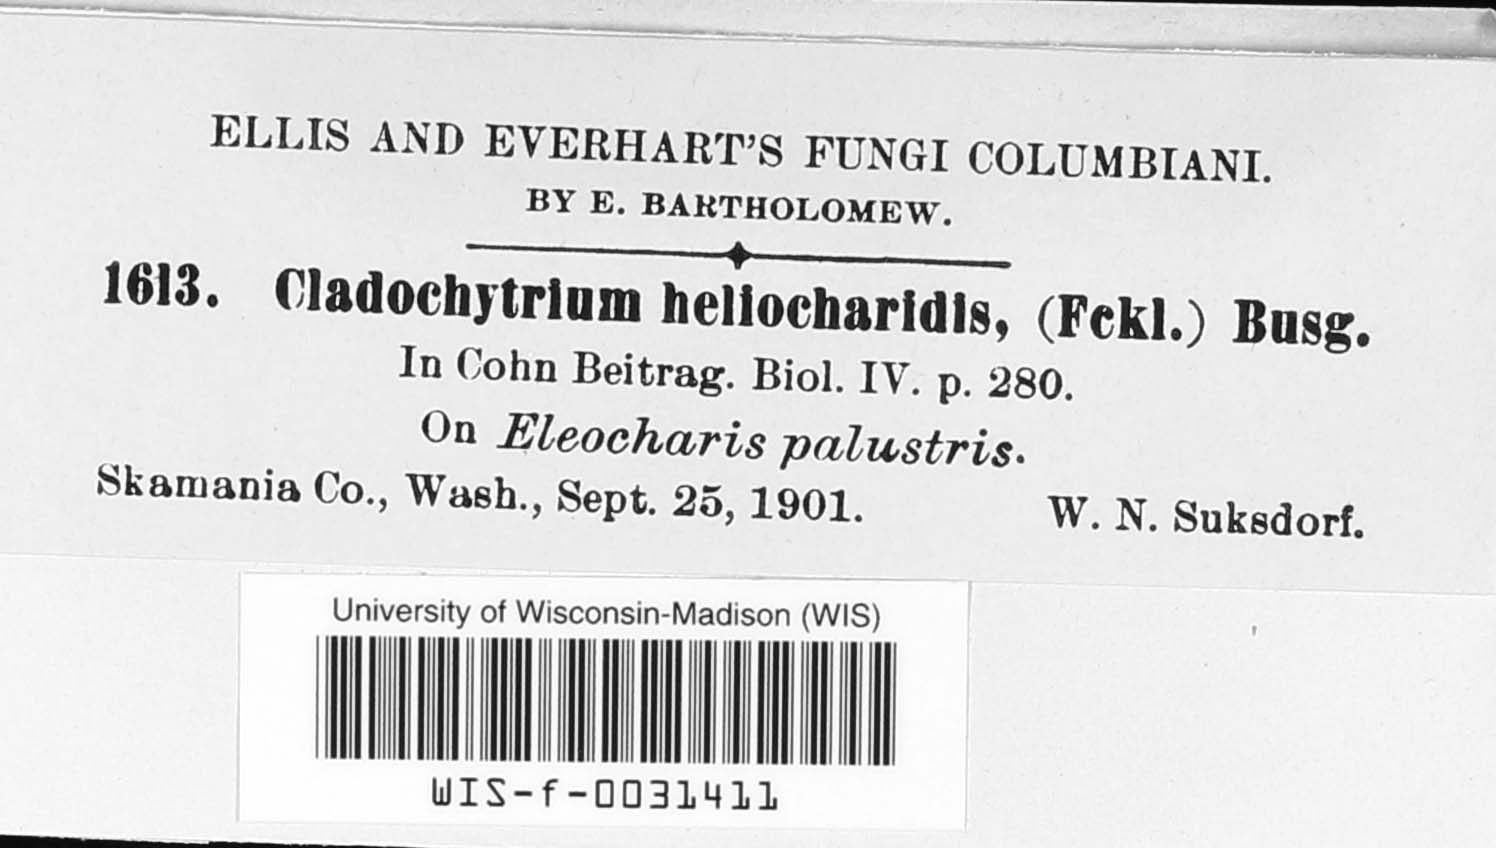 ELLIS AND EVERHART'S FUNGI COLUMBIANI.
BY E. BARTHOLOMEW.
1613. Cladochytrium heliocharidis, (Fckl.) Busg.
In Cohn Beitrag. Biol. IV. p. 280.
On Eleocharis palustris.
Skamania Co., Wash., Sept. 25, 1901. W. N. Suksdorf.
University of Wisconsin-Madison (WIS)
WIS-f-0031411